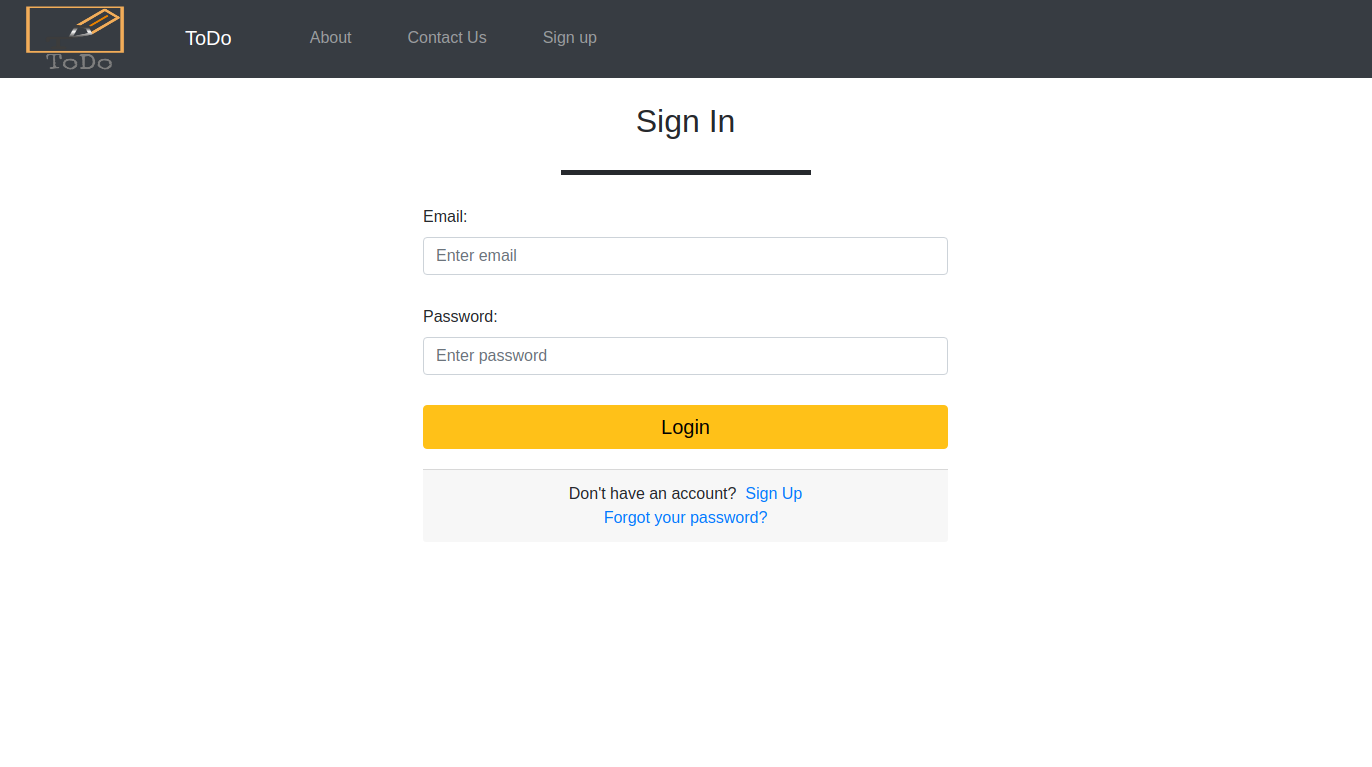 ToDo
ToDo About Contact Us Sign up
Sign In
Email:
Enter email
Password:
Enter password
Login
Don't have an account? Sign Up
Forgot your password?